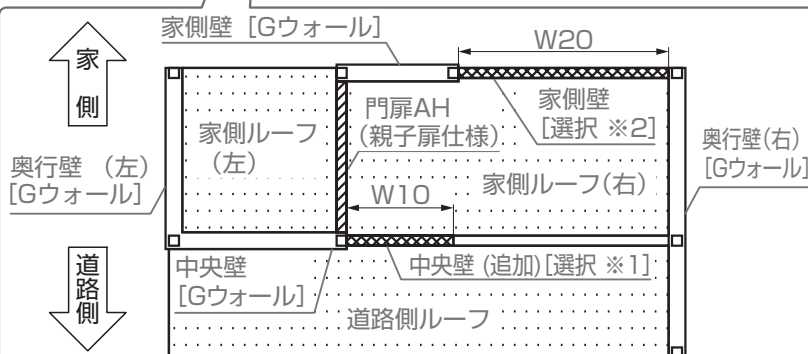 家側壁 [Gウォール]
W20
家
側
家側ルーフ
(左)
門扉AH
(親子扉仕様)
家側壁
[選択 ※2]
奥行壁 (左)
[Gウォール]
奥行壁(右)
[Gウォール]
家側ルーフ(右)
W10
道
路
側
中央壁
[Gウォール]
中央壁 (追加) [選択 ※1]
道路側ルーフ